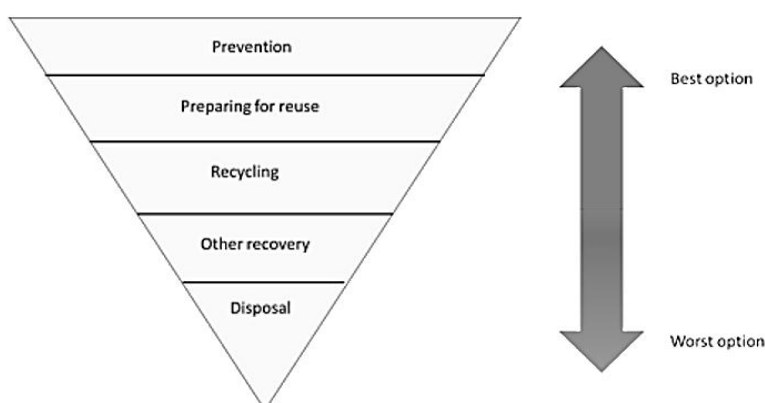 Prevention
Best option
Preparing for reuse
Recycling
Other recovery
Disposal
Worst option